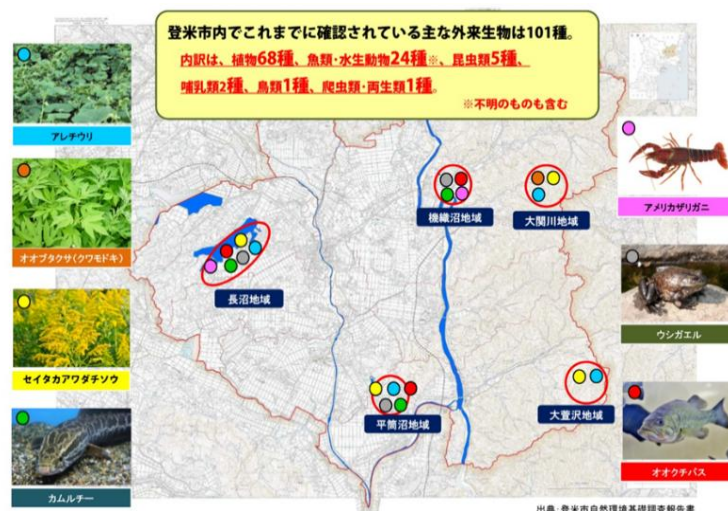 登米市内でこれまでに確認されている主な外来生物は101種。
内訳は、植物68種、魚類・水生動物24種※、昆虫類5種、
哺乳類2種、鳥類1種、爬虫類・両生類1種。
※不明のものも含む
アレチウリ
オオブタクサ(クワモドキ)
セイタカアワダチソウ
カムルチー
長沼地域
機織沼地域
大関川地域
平筒沼地域
大萱沢地域
アメリカザリガニ
ウシガエル
オオクチバス
出典:登米市自然環境基礎調査報告書